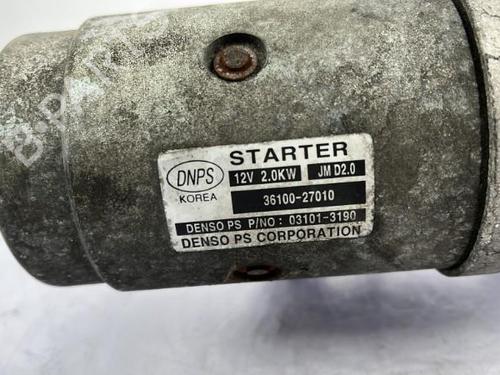 STARTER
DNPS
KOREA
12V 2.0KW JM D2.0
36100-27010
DENSO PS P/NO : 03101-3190
DENSO PS CORPORATION
B-PARTS